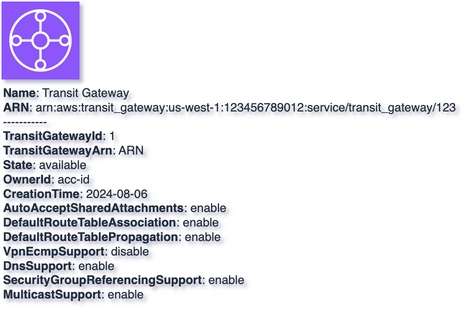 Name: Transit Gateway
ARN: arn:aws:transit_gateway:us-west-1:123456789012:service/transit_gateway/123
-----------
TransitGatewayId: 1
TransitGatewayArn: ARN
State: available
OwnerId: acc-id
CreationTime: 2024-08-06
AutoAcceptSharedAttachments: enable
DefaultRouteTableAssociation: enable
DefaultRouteTablePropagation: enable
VpnEcmpSupport: disable
DnsSupport: enable
SecurityGroupReferencingSupport: enable
MulticastSupport: enable